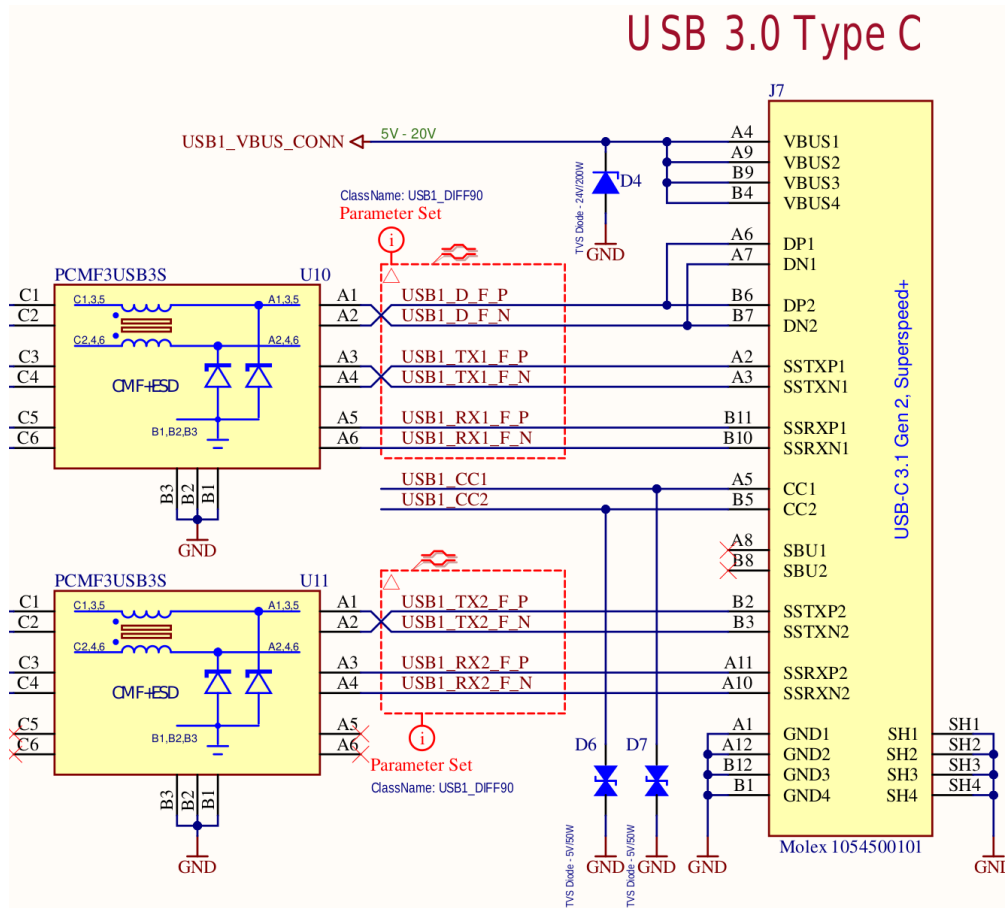 USB 3.0 Type C
J7
USB1_VBUS_CONN
5V - 20V
A4 VBUS1
A9 VBUS2
B9 VBUS3
B4 VBUS4
D4
TVS Diode - 24V/200W
GND
ClassName: USB1_DIFF90
Parameter Set
i
A6 DP1
A7 DN1
PCMF3USB3S U10
C1 C1,3,5 A1,3,5 A1 USB1_D_F_P B6 DP2
C2 A2 USB1_D_F_N B7 DN2
C2,4,6 A2,4,6
C3 A3 USB1_TX1_F_P A2 SSTXP1
C4 CMF+ESD A4 USB1_TX1_F_N A3 SSTXN1
C5 A5 USB1_RX1_F_P B11 SSRXP1
C6 B1,B2,B3 A6 USB1_RX1_F_N B10 SSRXN1
B3 B2 B1
GND
USB1_CC1 A5 CC1
USB1_CC2 B5 CC2
USB-C 3.1 Gen 2, Superspeed+
A8 SBU1
B8 SBU2
PCMF3USB3S U11
C1 C1,3,5 A1,3,5 A1 USB1_TX2_F_P B2 SSTXP2
C2 A2 USB1_TX2_F_N B3 SSTXN2
C2,4,6 A2,4,6
C3 A3 USB1_RX2_F_P A11 SSRXP2
C4 CMF+ESD A4 USB1_RX2_F_N A10 SSRXN2
C5 A5
C6 B1,B2,B3 A6
B3 B2 B1
GND
i
Parameter Set
ClassName: USB1_DIFF90
D6 D7
TVS Diode - 5V/50W
TVS Diode - 5V/50W
GND GND
A1 GND1 SH1 SH1
A12 GND2 SH2 SH2
B12 GND3 SH3 SH3
B1 GND4 SH4 SH4
Molex 1054500101
GND
GND